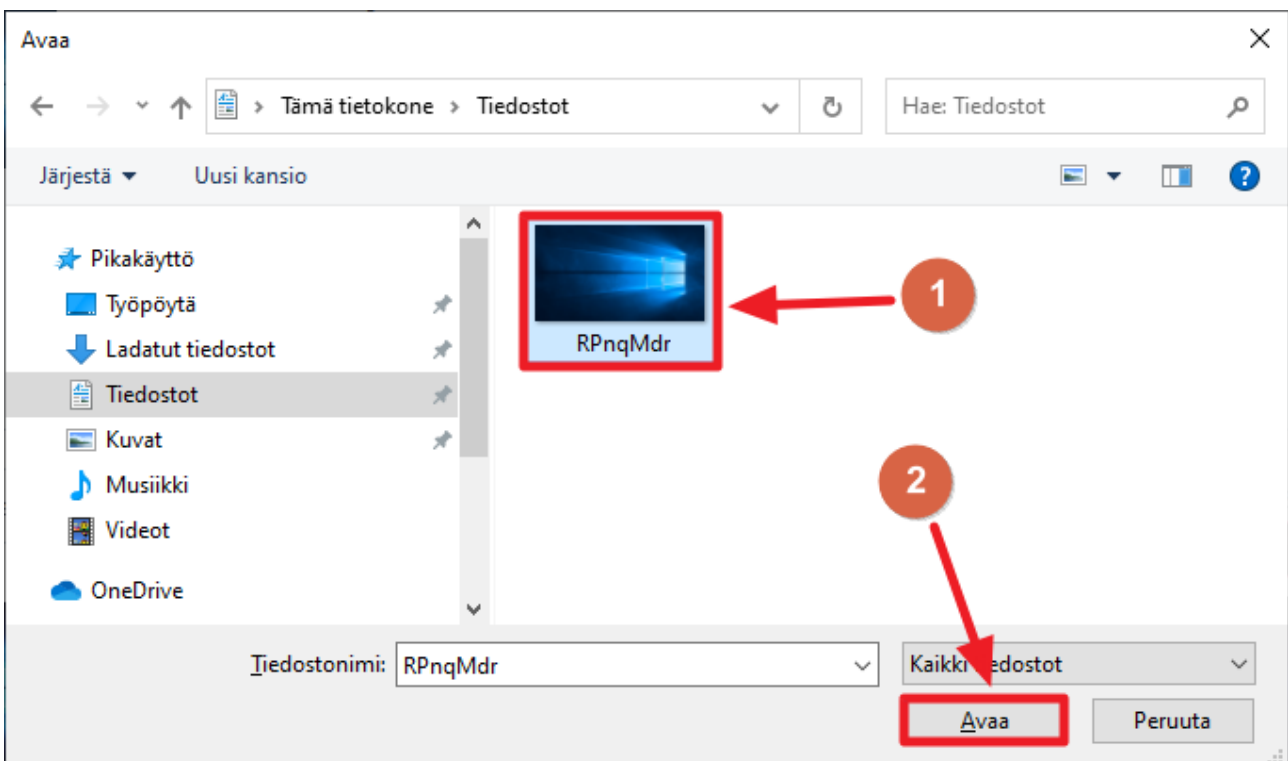 Avaa
Tämä tietokone > Tiedostot
Hae: Tiedostot
Järjestä
Uusi kansio
?
Pikakäyttö
Työpöytä
Ladatut tiedostot
Tiedostot
Kuvat
Musiikki
Videot
OneDrive
RPnqMdr
1
2
Tiedostonimi: RPnqMdr
Kaikki tiedostot
Avaa
Peruuta